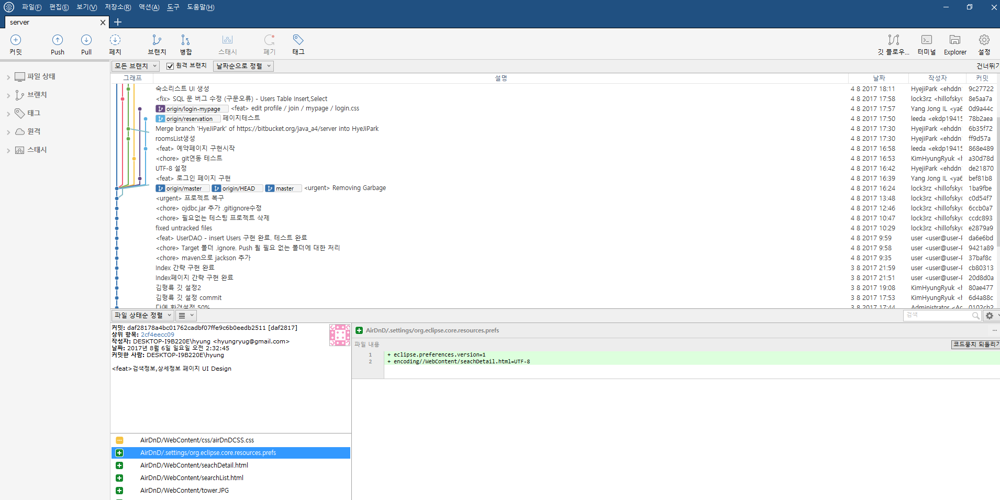 파일(F) 편집(E) 보기(V) 저장소(R) 액션(A) 도구 도움말(H)
server
커밋 Push Pull 페치 브랜치 병합 스태시 폐기 태그 깃 플로우... 터미널 Explorer 설정
모든 브랜치 원격 브랜치 날짜순으로 정렬 건너뛰기
파일 상태
브랜치
태그
원격
스태시
그래프 설명 날짜 작성자 커밋
숙소리스트 UI 생성 4 8 2017 18:11 HyejiPark <ehddn 9c27722
<fix> SQL 문 버그 수정 (구문오류) - Users Table Insert,Select 4 8 2017 17:58 lock3rz <hillofsky 8e5aa7a
origin/login-mypage <feat> edit profile / join / mypage / login.css 4 8 2017 17:57 Yang Jong IL <ya6 0d9a44c
origin/reservation 페이지테스트 4 8 2017 17:50 leeda <ekdp19415 78b2aea
Merge branch 'HyeJiPark' of https://bitbucket.org/java_a4/server into HyeJiPark 4 8 2017 17:30 HyejiPark <ehddn 6b35f72
roomsList생성 4 8 2017 17:30 HyejiPark <ehddn ff9d57a
<feat> 예약페이지 구현시작 4 8 2017 16:58 leeda <ekdp19415 868e489
<chore> git연동 테스트 4 8 2017 16:53 KimHyungRyuk <h a30d78d
UTF-8 설정 4 8 2017 16:42 HyejiPark <ehddn de21870
<feat> 로그인 페이지 구현 4 8 2017 16:39 Yang Jong IL <ya6 bef81b8
origin/master origin/HEAD master <urgent> Removing Garbage 4 8 2017 16:24 lock3rz <hillofsky 1ba9fbe
<urgent> 프로젝트 복구 4 8 2017 13:48 lock3rz <hillofsky c0d54f7
<chore> ojdbc.jar 추가 .gitignore수정 4 8 2017 12:46 lock3rz <hillofsky 6ccb0a7
<chore> 필요없는 테스팅 프로젝트 삭제 4 8 2017 10:47 lock3rz <hillofsky ccdc893
fixed untracked files 4 8 2017 10:29 lock3rz <hillofsky e2879a9
<feat> UserDAO - insert Users 구현 완료. 테스트 완료 4 8 2017 9:59 user <user@user-P da6e6bd
<chore> Target 폴더 .ignore. Push 될 필요 없는 폴더에 대한 처리 4 8 2017 9:58 user <user@user-P 9421a89
<chore> maven으로 jackson 추가 4 8 2017 9:35 user <user@user-P 37baf8c
Index 간략 구현 완료 3 8 2017 21:59 user <user@user-P cb80313
Index페이지 간략 구현 완료 3 8 2017 21:51 user <user@user-P 20d8d0a
김형륙 깃 설정2 3 8 2017 19:08 KimHyungRyuk <h 80ae477
김형륙 깃 설정 commit 3 8 2017 17:53 KimHyungRyuk <h 6d4a88c
다예 환경설정 50% 3 8 2017 17:44 Administrator <Ad 0102cb2
파일 상태순 정렬 검색
커밋: daf28178a4bc01762cadbf07ffe9c6b0eedb2511 [daf2817]
상위 항목: 2cf4eecc09
작성자: DESKTOP-I9B220E\hyung <hyungryug@gmail.com>
날짜: 2017년 8월 6일 일요일 오전 2:32:45
커밋한 사람: DESKTOP-I9B220E\hyung
<feat>검색정보,상세정보 페이지 UI Design
AirDnD/WebContent/css/airDnDCSS.css
AirDnD/.settings/org.eclipse.core.resources.prefs
AirDnD/WebContent/seachDetail.html
AirDnD/WebContent/searchList.html
AirDnD/WebContent/tower.JPG
AirDnD/.settings/org.eclipse.core.resources.prefs ...
파일 내용 코드뭉치 되돌리기
1 + eclipse.preferences.version=1
2 + encoding//WebContent/seachDetail.html=UTF-8